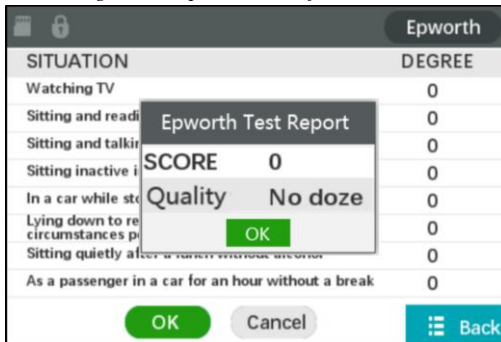 Epworth
SITUATION DEGREE
Watching TV 0
Sitting and readi 0
Sitting and talkin 0
Sitting inactive i 0
In a car while sto 0
Lying down to re
circumstances p 0
Sitting quietly after a lunch without alcohol 0
As a passenger in a car for an hour without a break 0
Epworth Test Report
SCORE 0
Quality No doze
OK
OK Cancel Back